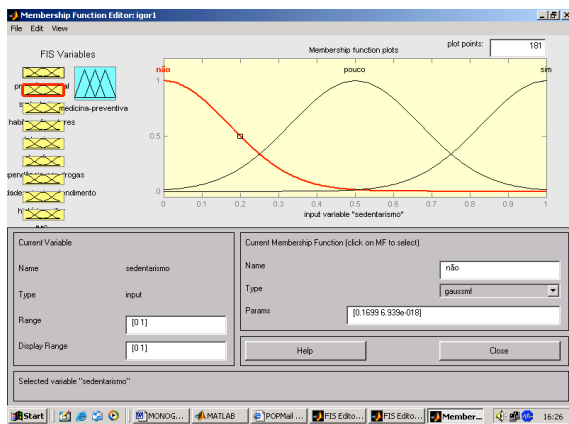 Membership Function Editor: igor1
File Edit View
FIS Variables
Membership function plots
plot points:
181
não
pouco
sim
medicina-preventiva
1
0.5
0
0 0.1 0.2 0.3 0.4 0.5 0.6 0.7 0.8 0.9 1
input variable "sedentarismo"
Current Variable
Name sedentarismo
Type input
Range [0 1]
Display Range [0 1]
Current Membership Function (click on MF to select)
Name não
Type gaussmf
Params [0.1699 6.939e-018]
Help
Close
Selected variable "sedentarismo"
Start MONOG... MATLAB POPMail ... FIS Edito... FIS Edito... Member... 16:26